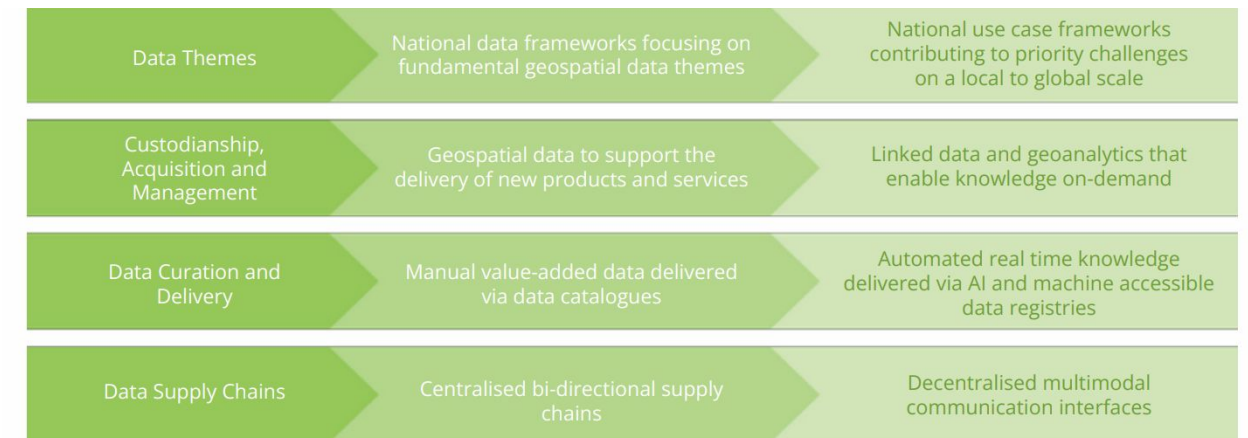 Data Themes
National data frameworks focusing on
fundamental geospatial data themes
National use case frameworks
contributing to priority challenges
on a local to global scale
Custodianship,
Acquisition and
Management
Geospatial data to support the
delivery of new products and services
Linked data and geoanalytics that
enable knowledge on-demand
Data Curation and
Delivery
Manual value-added data delivered
via data catalogues
Automated real time knowledge
delivered via AI and machine accessible
data registries
Data Supply Chains
Centralised bi-directional supply
chains
Decentralised multimodal
communication interfaces